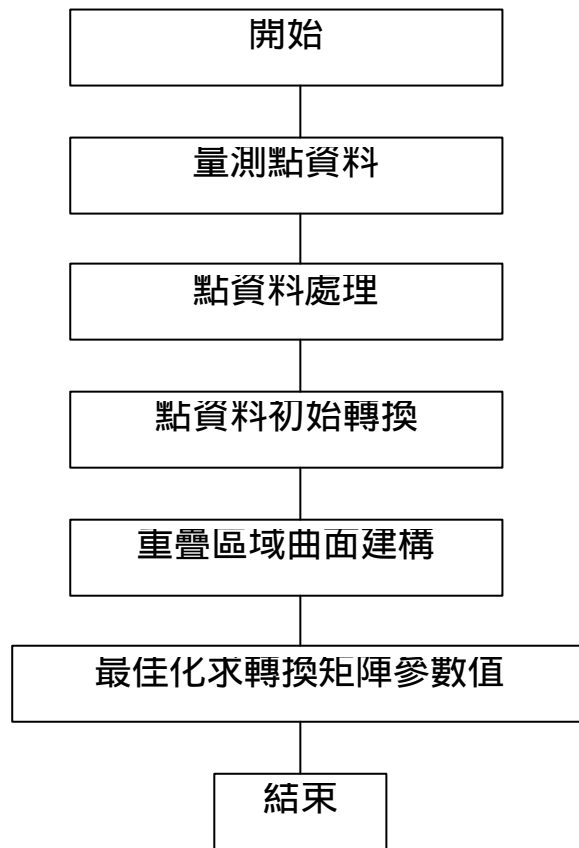 開始
量測點資料
點資料處理
點資料初始轉換
重疊區域曲面建構
最佳化求轉換矩陣參數值
結束